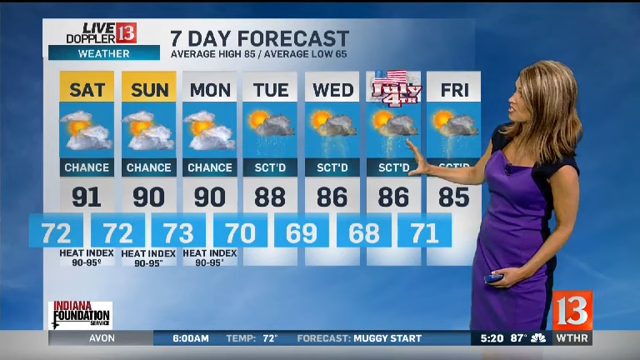 LIVE
DOPPLER 13
WEATHER
7 DAY FORECAST
AVERAGE HIGH 85 / AVERAGE LOW 65
SAT SUN MON TUE WED July 4TH FRI
CHANCE CHANCE CHANCE SCT'D SCT'D SCT'D SCT'D
91 90 90 88 86 86 85
72 72 73 70 69 68 71
HEAT INDEX HEAT INDEX HEAT INDEX
90-95° 90-95° 90-95°
INDIANA
FOUNDATION
SERVICE
13
AVON 6:00AM TEMP: 72° FORECAST: MUGGY START 5:20 87° WTHR